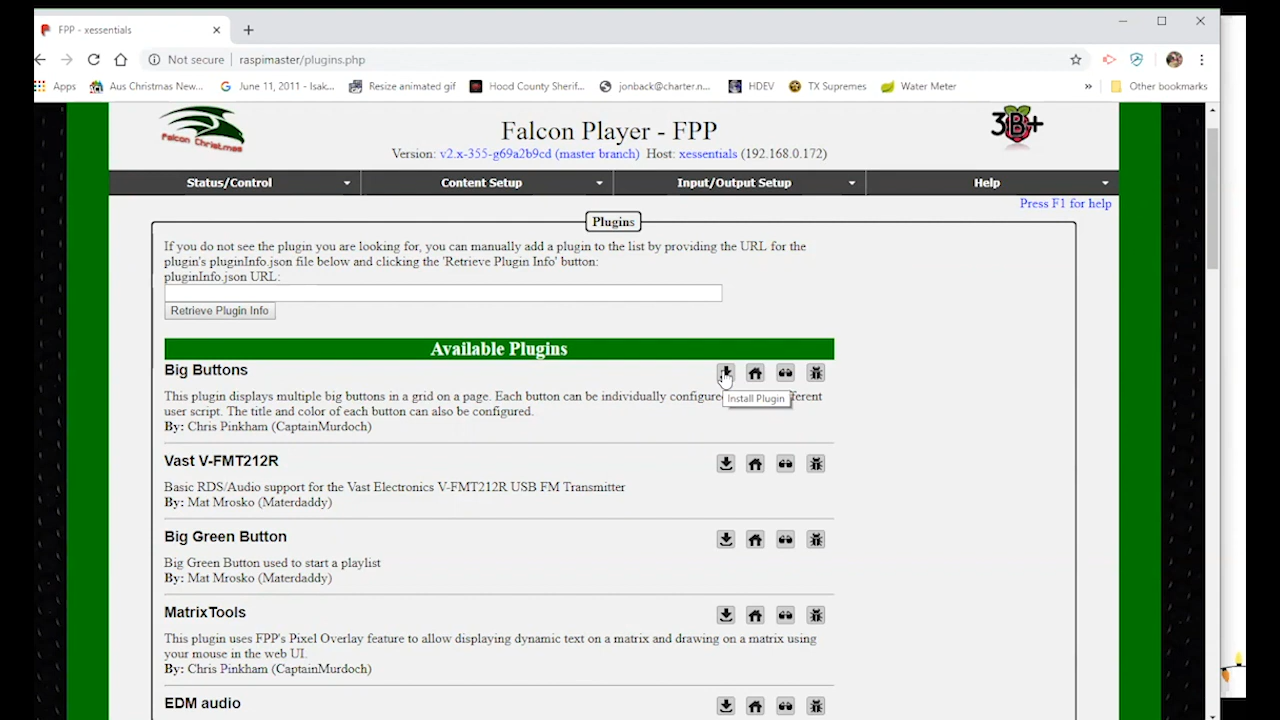 FPP - xessentials
Not secure
raspimaster/plugins.php
Apps
Aus Christmas New...
June 11, 2011 - Isak...
Resize animated gif
Hood County Sherif...
jonback@charter.n...
HDEV
TX Supremes
Water Meter
»
Other bookmarks
Falcon Christmas
Falcon Player - FPP
3B+
Version: v2.x-355-g69a2b9cd (master branch) Host: xessentials (192.168.0.172)
Status/Control
Content Setup
Input/Output Setup
Help
Press F1 for help
Plugins
If you do not see the plugin you are looking for, you can manually add a plugin to the list by providing the URL for the
plugin's pluginInfo.json file below and clicking the 'Retrieve Plugin Info' button:
pluginInfo.json URL:
Retrieve Plugin Info
Available Plugins
Big Buttons
This plugin displays multiple big buttons in a grid on a page. Each button can be individually configure
Install Plugin
user script. The title and color of each button can also be configured.
By: Chris Pinkham (CaptainMurdoch)
Vast V-FMT212R
Basic RDS/Audio support for the Vast Electronics V-FMT212R USB FM Transmitter
By: Mat Mrosko (Materdaddy)
Big Green Button
Big Green Button used to start a playlist
By: Mat Mrosko (Materdaddy)
MatrixTools
This plugin uses FPP's Pixel Overlay feature to allow displaying dynamic text on a matrix and drawing on a matrix using
your mouse in the web UI.
By: Chris Pinkham (CaptainMurdoch)
EDM audio